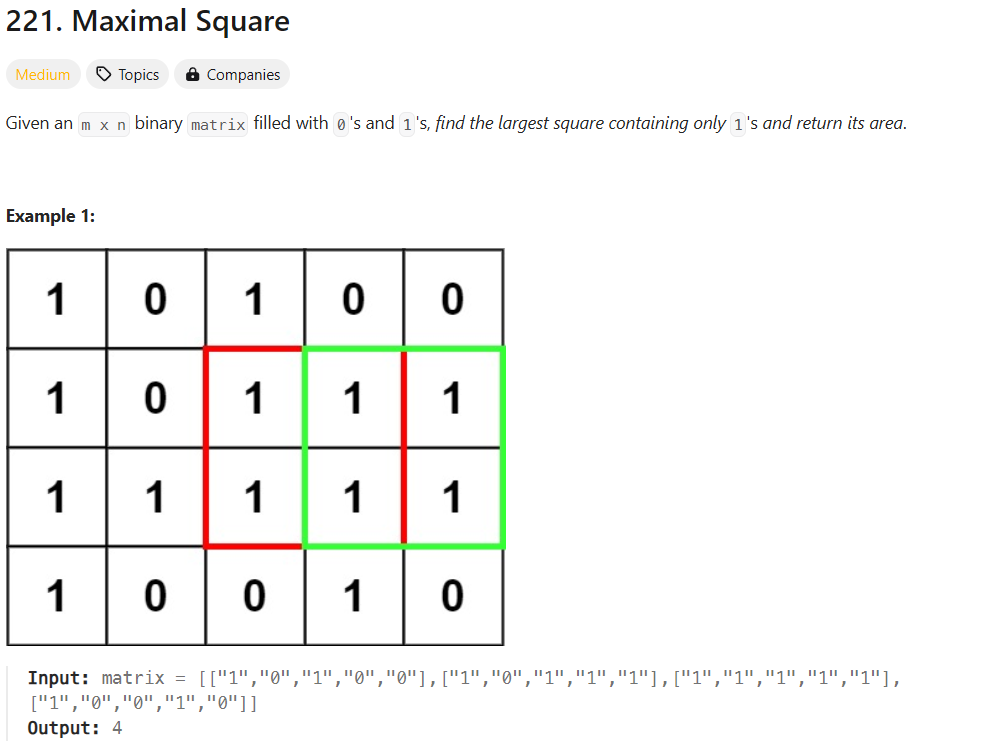 221. Maximal Square
Medium Topics Companies
Given an m x n binary matrix filled with 0's and 1's, find the largest square containing only 1's and return its area.
Example 1:
1 0 1 0 0
1 0 1 1 1
1 1 1 1 1
1 0 0 1 0
Input: matrix = [["1","0","1","0","0"],["1","0","1","1","1"],["1","1","1","1","1"],
["1","0","0","1","0"]]
Output: 4